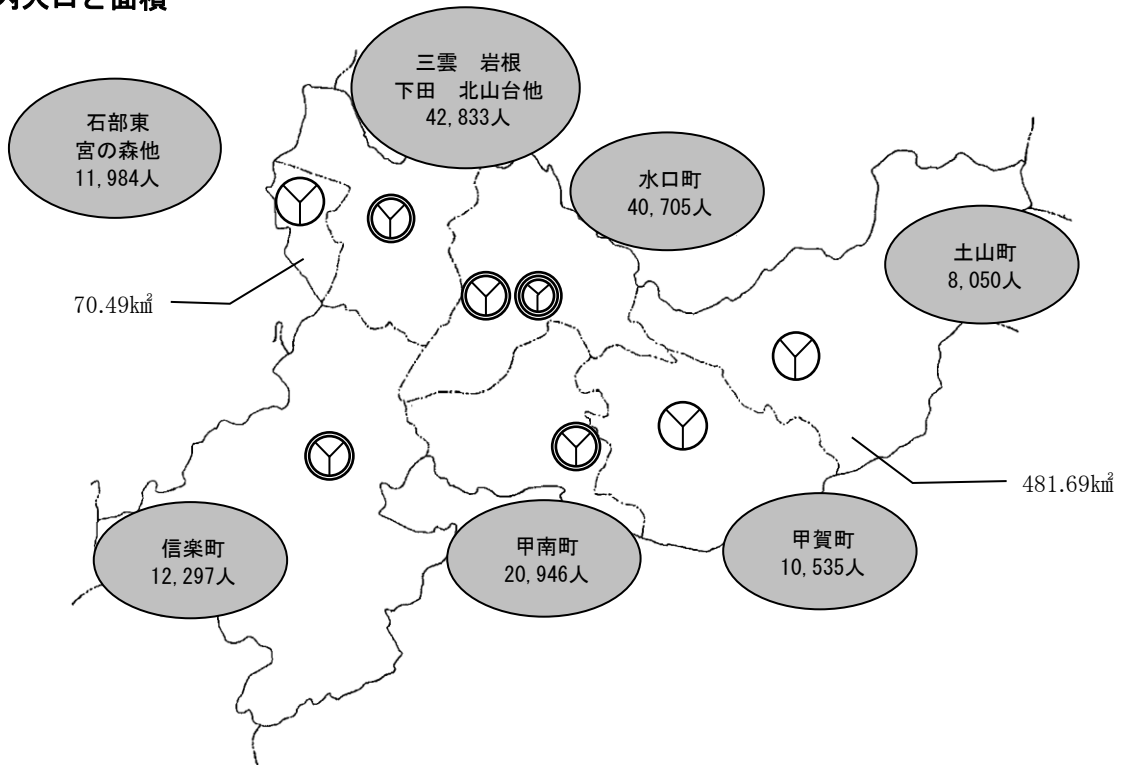 内人口と面積
三雲 岩根
下田 北山台他
42,833人
石部東
宮の森他
11,984人
水口町
40,705人
土山町
8,050人
70.49k㎡
481.69k㎡
信楽町
12,297人
甲南町
20,946人
甲賀町
10,535人